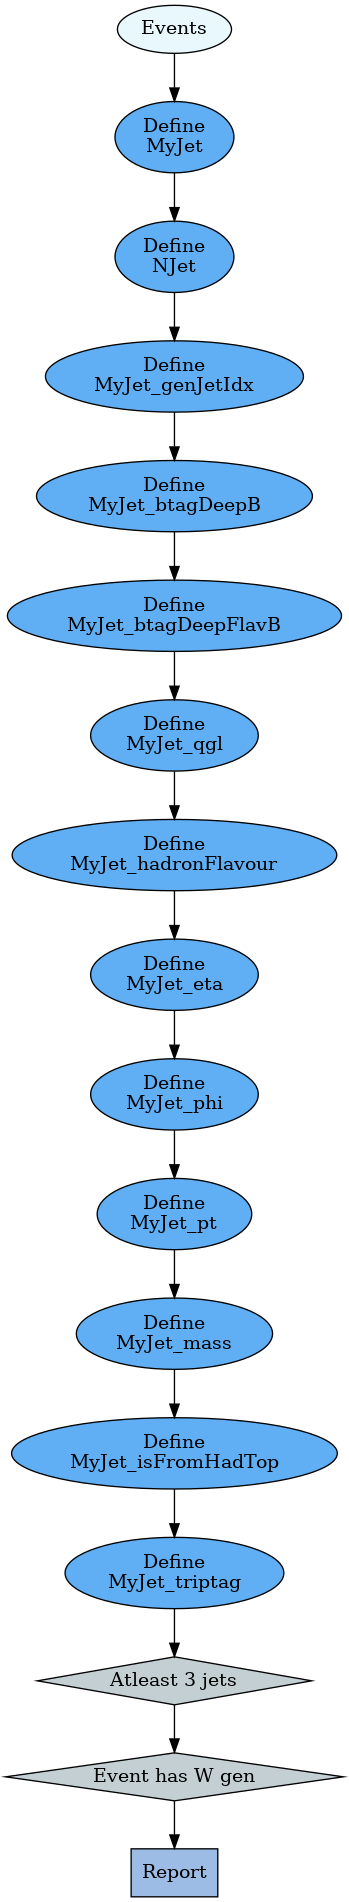 Events
Define
MyJet
Define
NJet
Define
MyJet_genJetIdx
Define
MyJet_btagDeepB
Define
MyJet_btagDeepFlavB
Define
MyJet_qgl
Define
MyJet_hadronFlavour
Define
MyJet_eta
Define
MyJet_phi
Define
MyJet_pt
Define
MyJet_mass
Define
MyJet_isFromHadTop
Define
MyJet_triptag
Atleast 3 jets
Event has W gen
Report